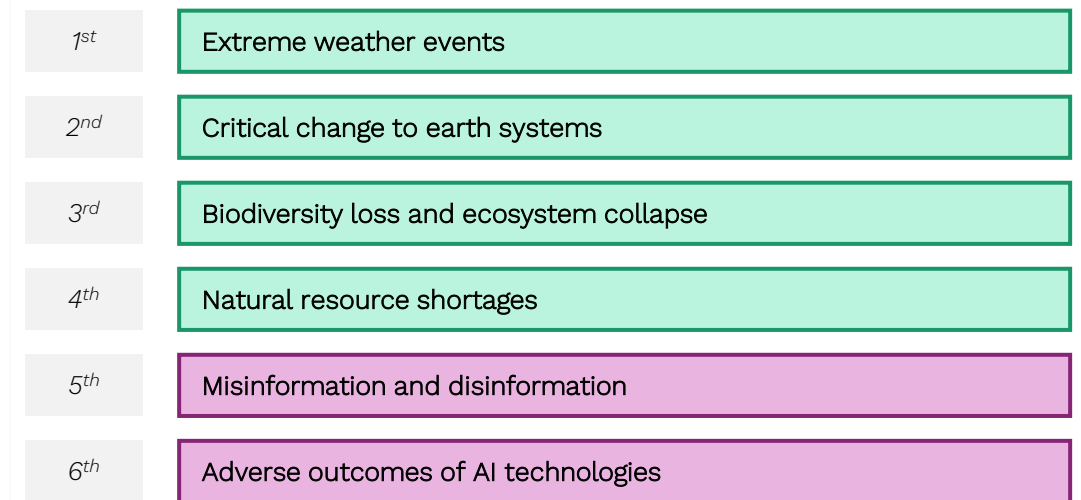 1st Extreme weather events
2nd Critical change to earth systems
3rd Biodiversity loss and ecosystem collapse
4th Natural resource shortages
5th Misinformation and disinformation
6th Adverse outcomes of AI technologies